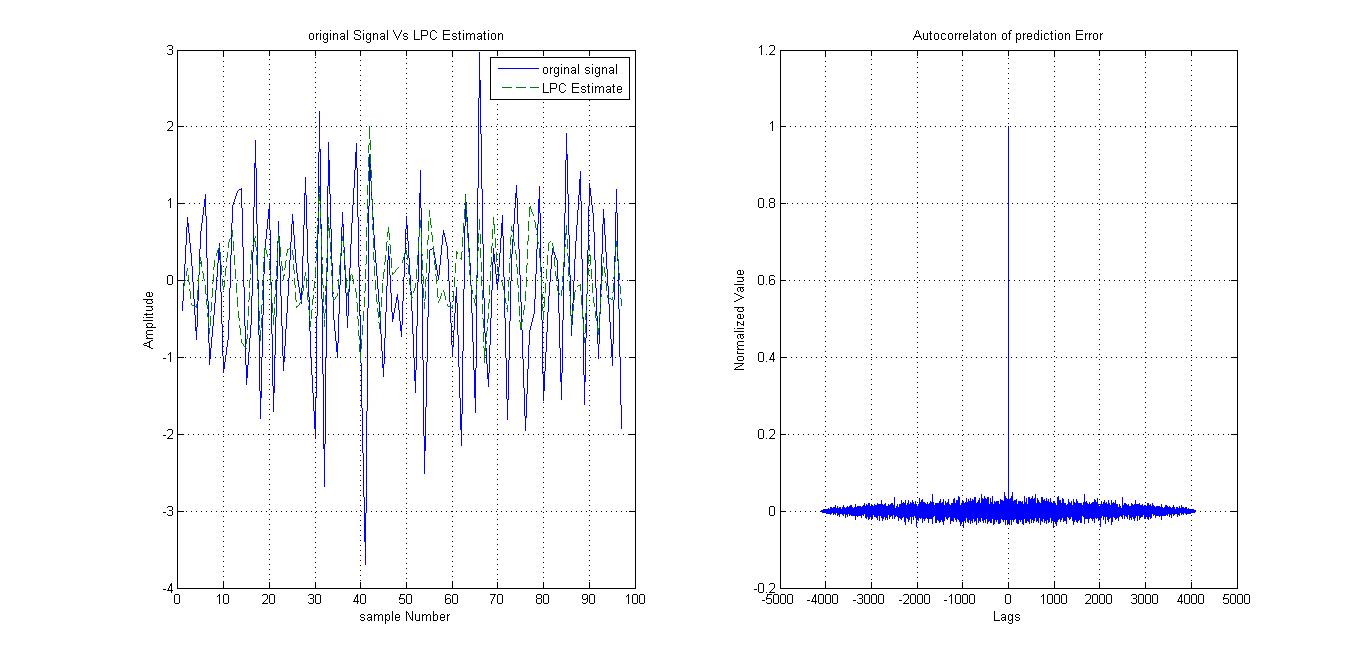 original Signal Vs LPC Estimation
3
2
1
0
-1
-2
-3
-4
Amplitude
orginal signal
LPC Estimate
0 10 20 30 40 50 60 70 80 90 100
sample Number
Autocorrelaton of prediction Error
1.2
1
0.8
0.6
0.4
0.2
0
-0.2
Normalized Value
-5000 -4000 -3000 -2000 -1000 0 1000 2000 3000 4000 5000
Lags